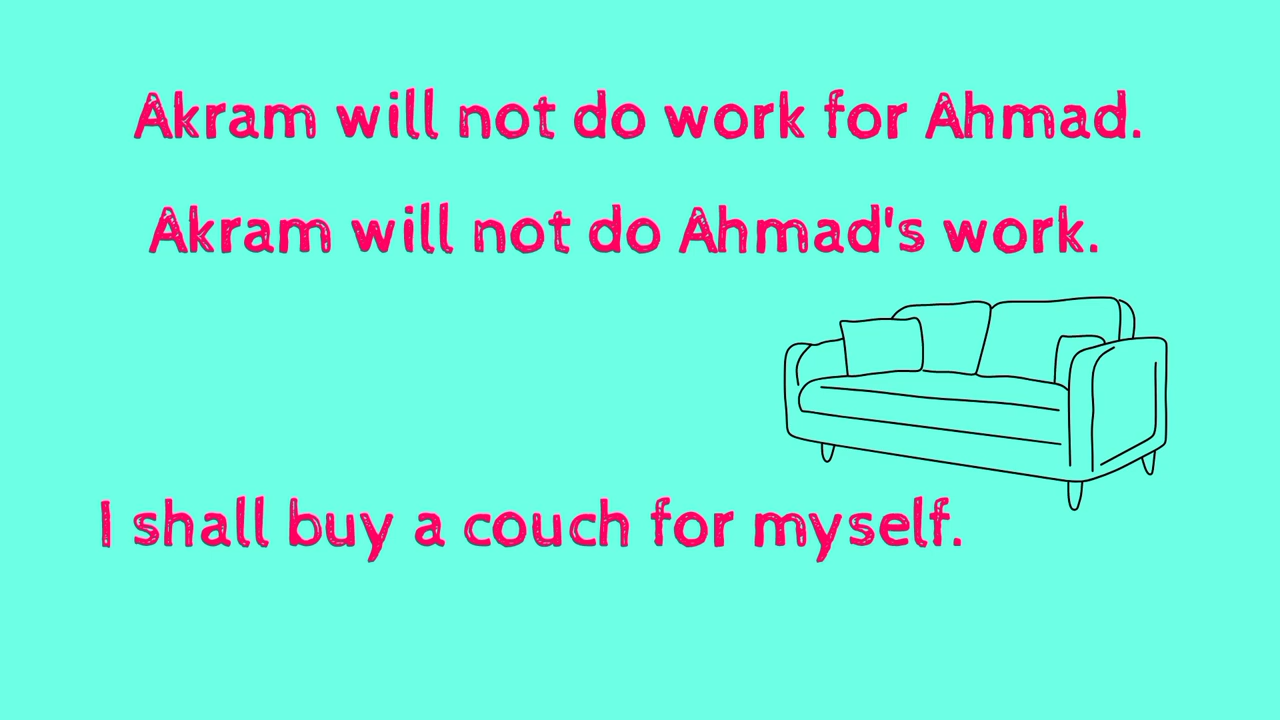 Akram will not do work for Ahmad.
Akram will not do Ahmad's work.
I shall buy a couch for myself.